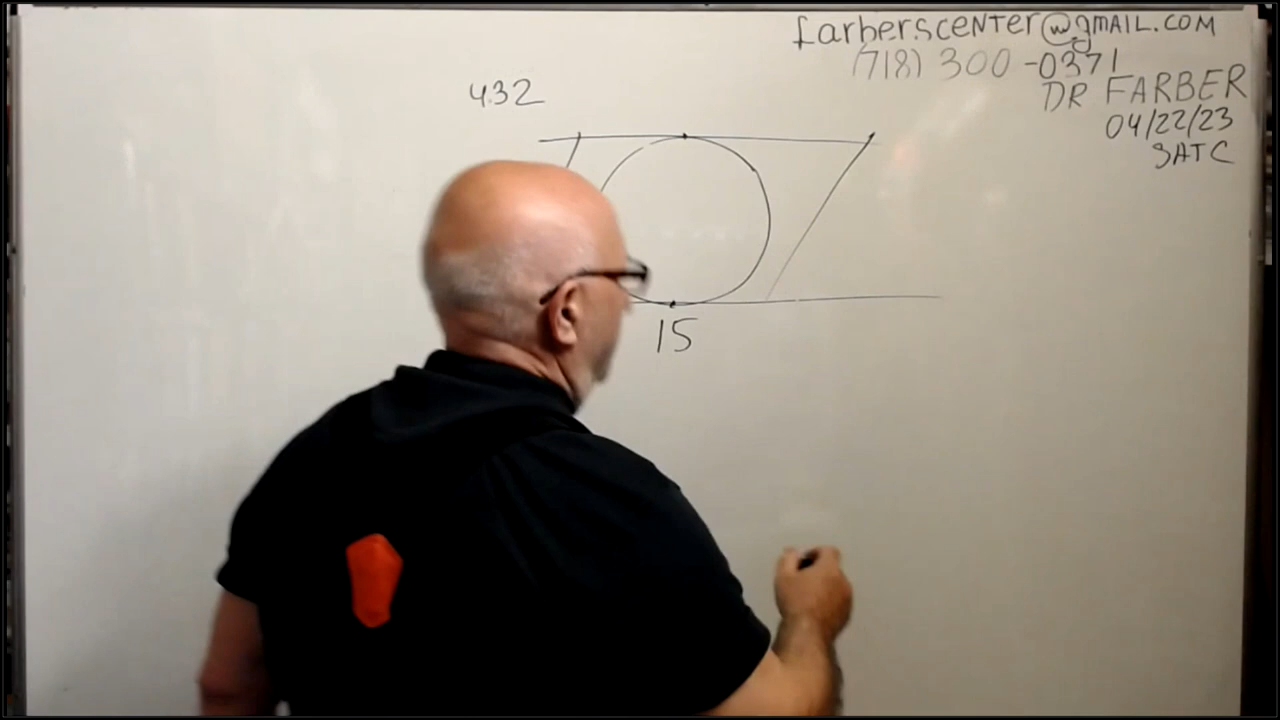 farberscenter@gmail.com
(718) 300-0371
DR FARBER
04/22/23
SATC
432
15